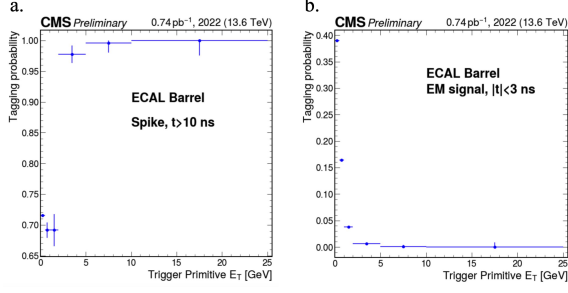 a.
CMS Preliminary 0.74 pb⁻¹, 2022 (13.6 TeV)
Tagging probability
1.00
0.95
0.90
0.85
0.80
0.75
0.70
0.65
ECAL Barrel
Spike, t>10 ns
0 5 10 15 20 25
Trigger Primitive E_T [GeV]
b.
CMS Preliminary 0.74 pb⁻¹, 2022 (13.6 TeV)
Tagging probability
0.40
0.35
0.30
0.25
0.20
0.15
0.10
0.05
0.00
ECAL Barrel
EM signal, |t|<3 ns
0 5 10 15 20 25
Trigger Primitive E_T [GeV]